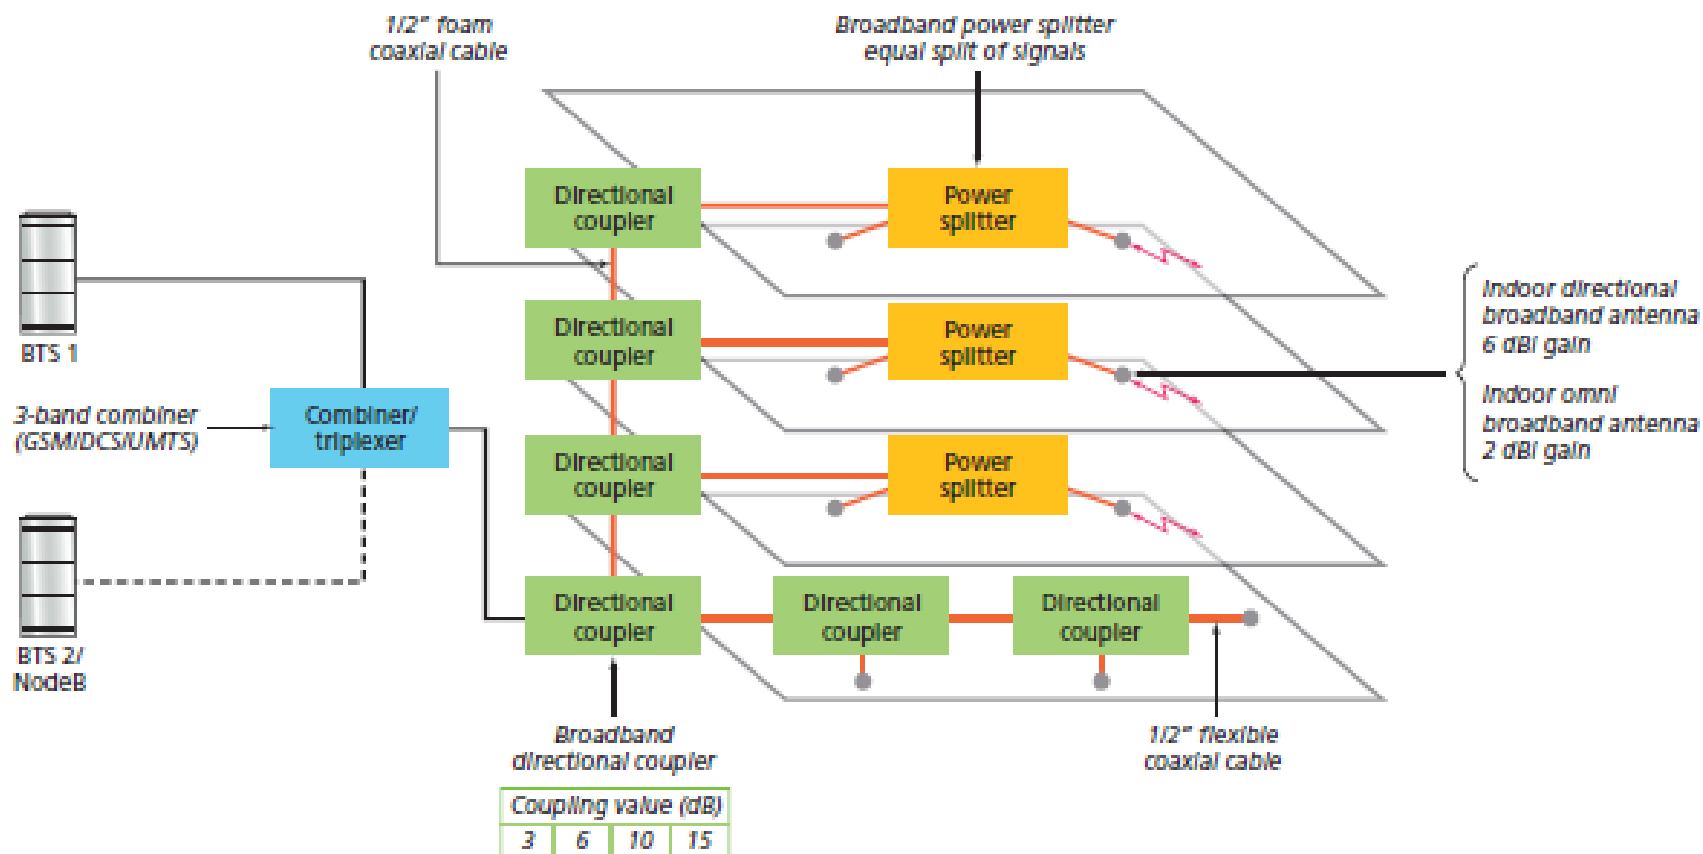 1/2" foam
coaxial cable
Broadband power splitter
equal split of signals
Directional
coupler
Power
splitter
BTS 1
3-band combiner
(GSM/DCS/UMTS)
Combiner/
triplexer
Directional
coupler
Power
splitter
Indoor directional
broadband antenna
6 dBi gain
Indoor omni
broadband antenna
2 dBi gain
Directional
coupler
Power
splitter
BTS 2/
NodeB
Directional
coupler
Directional
coupler
Directional
coupler
Broadband
directional coupler
1/2" flexible
coaxial cable
Coupling value (dB)
3 6 10 15